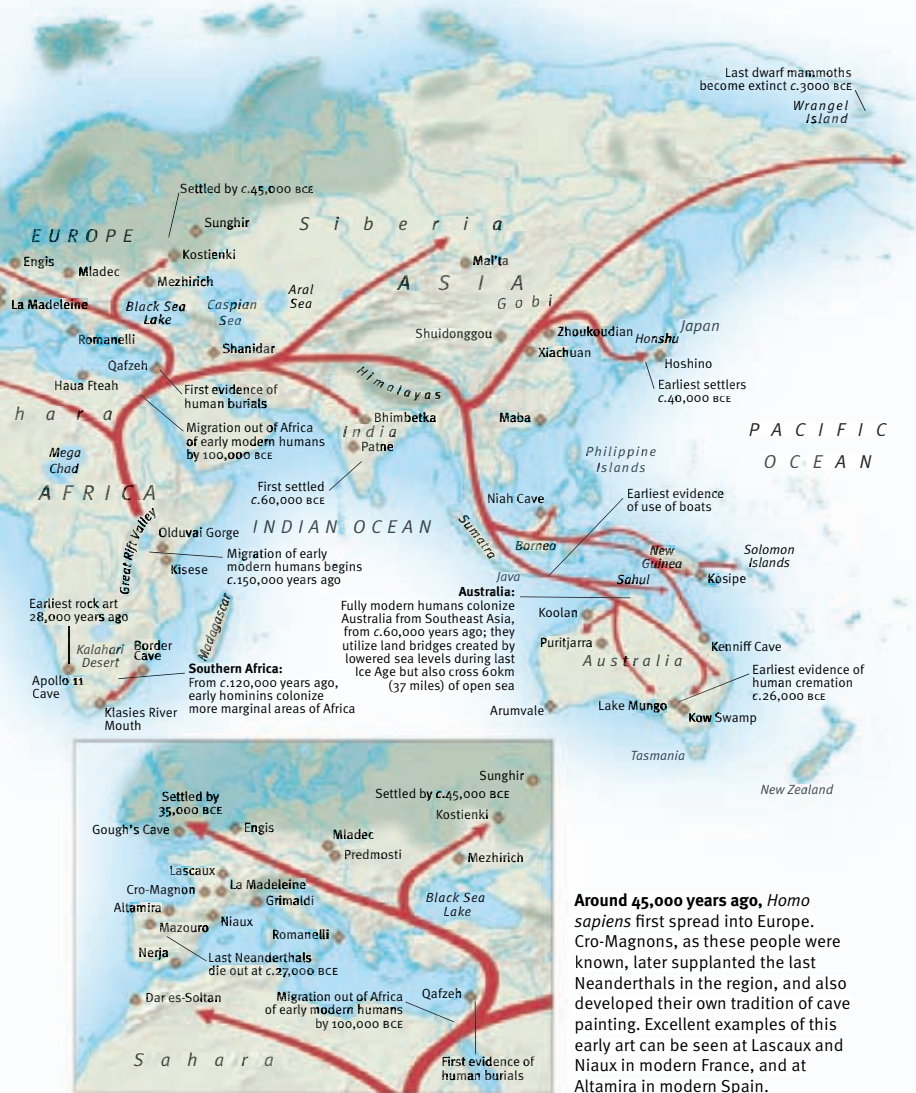 Last dwarf mammoths
become extinct c.3000 BCE
Wrangel
Island
Settled by c.45,000 BCE
Sunghir
Siberia
EUROPE
Kostienki
Engis
Mladec
Mal'ta
Mezhirich
ASIA
Aral
Sea
Gobi
La Madeleine
Black Sea
Lake
Caspian
Sea
Shuidonggou
Zhoukoudian
Japan
Honshu
Romanelli
Shanidar
Xiachuan
Hoshino
Qafzeh
Himalayas
Haua Fteah
First evidence of
human burials
Earliest settlers
c.40,000 BCE
hara
Bhimbetka
Maba
Migration out of Africa
of early modern humans
by 100,000 BCE
India
Patne
PACIFIC
OCEAN
Mega
Chad
Philippine
Islands
First settled
c.60,000 BCE
AFRICA
Niah Cave
Earliest evidence
of use of boats
Great Rift Valley
Olduvai Gorge
INDIAN OCEAN
Sumatra
Borneo
Migration of early
modern humans begins
c.150,000 years ago
Kisese
New
Guinea
Solomon
Islands
Java
Sahul
Kosipe
Earliest rock art
28,000 years ago
Madagascar
Australia:
Fully modern humans colonize
Australia from Southeast Asia,
from c.60,000 years ago; they
utilize land bridges created by
lowered sea levels during last
Ice Age but also cross 60km
(37 miles) of open sea
Koolan
Puritjarra
Kenniff Cave
Kalahari
Desert
Border
Cave
Australia
Apollo 11
Cave
Southern Africa:
From c.120,000 years ago,
early hominins colonize
more marginal areas of Africa
Earliest evidence of
human cremation
c.26,000 BCE
Klasies River
Mouth
Arumvale
Lake Mungo
Kow Swamp
Tasmania
New Zealand
Sunghir
Settled by
35,000 BCE
Settled by c.45,000 BCE
Kostienki
Gough's Cave
Engis
Mladec
Predmosti
Mezhirich
Lascaux
Cro-Magnon
La Madeleine
Grimaldi
Black Sea
Lake
Altamira
Mazouro
Niaux
Romanelli
Nerja
Last Neanderthals
die out at c.27,000 BCE
Dar es-Soltan
Migration out of Africa
of early modern humans
by 100,000 BCE
Qafzeh
Sahara
First evidence of
human burials
Around 45,000 years ago, Homo
sapiens first spread into Europe.
Cro-Magnons, as these people were
known, later supplanted the last
Neanderthals in the region, and also
developed their own tradition of cave
painting. Excellent examples of this
early art can be seen at Lascaux and
Niaux in modern France, and at
Altamira in modern Spain.